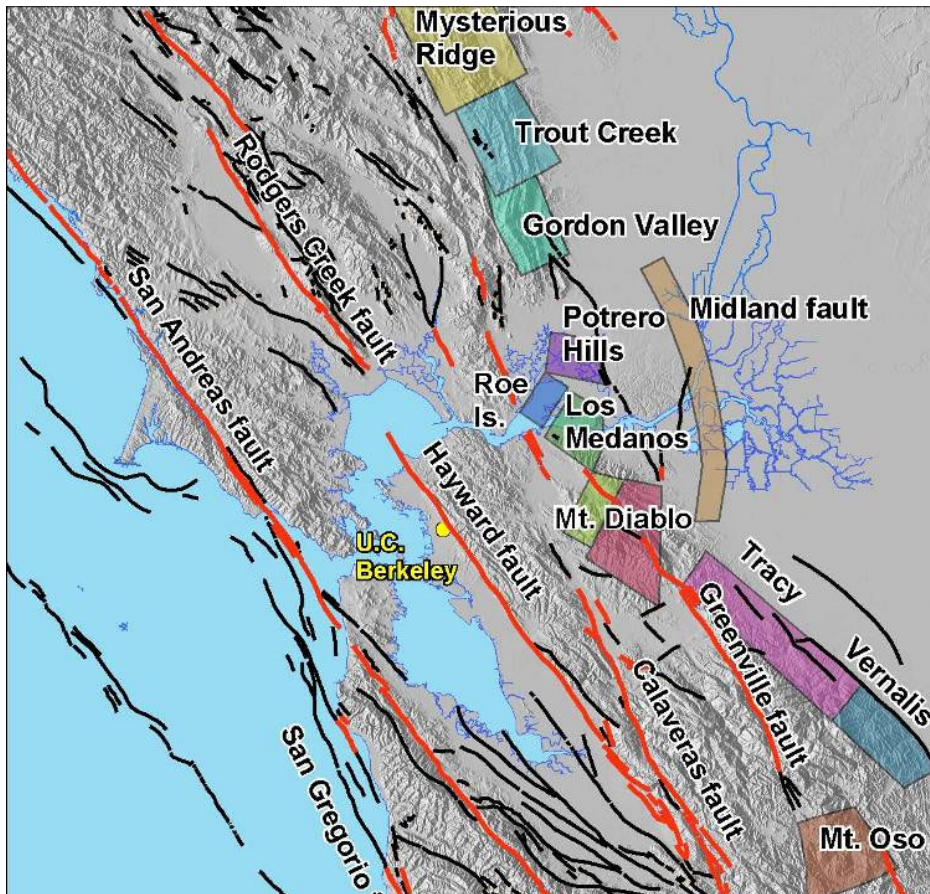 Mysterious
Ridge
Trout Creek
Rodgers Creek fault
Gordon Valley
San Andreas fault
Midland fault
Potrero
Hills
Roe
Is.
Los
Medanos
Hayward fault
Mt. Diablo
U.C.
Berkeley
Tracy
Greenville fault
Vernalis
Calaveras fault
San Gregorio
Mt. Oso